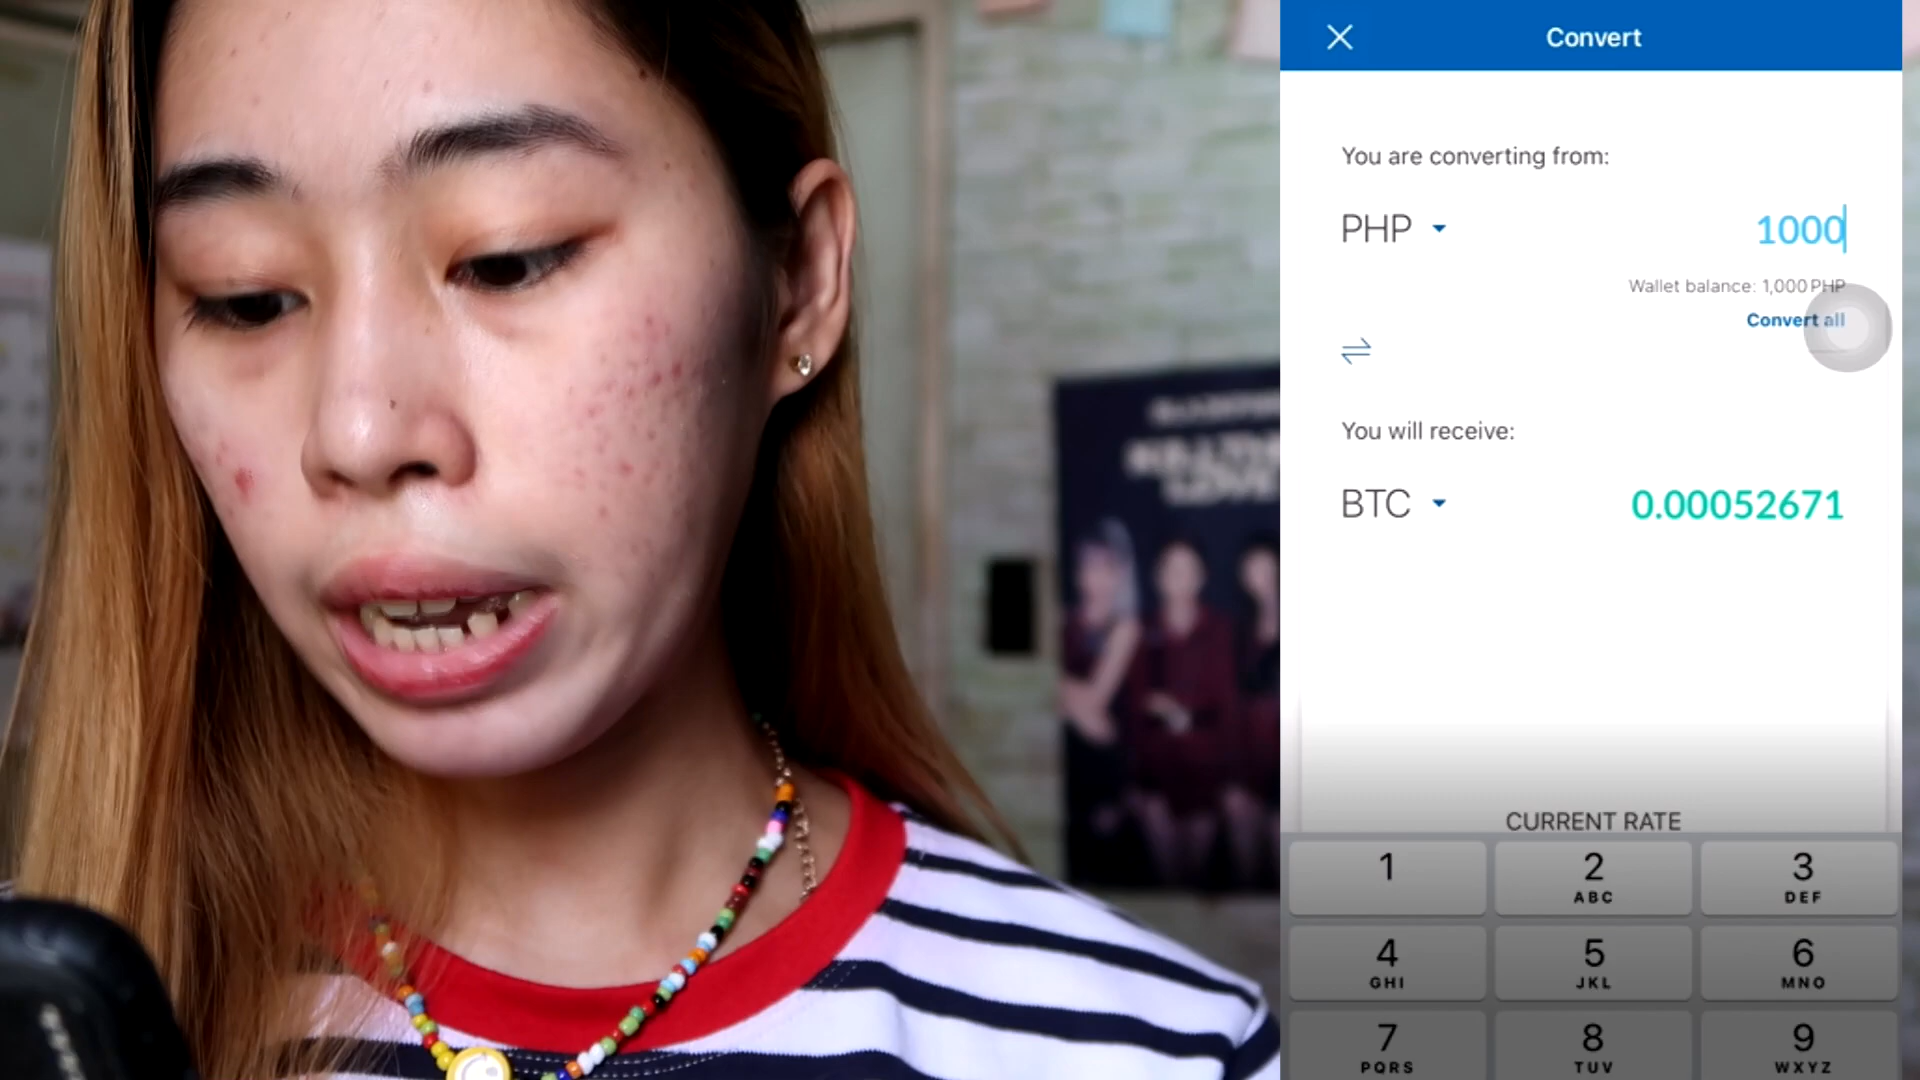 Convert
You are converting from:
PHP 1000
Wallet balance: 1,000 PHP
Convert all
You will receive:
BTC 0.00052671
CURRENT RATE
1 2 3
ABC DEF
4 5 6
GHI JKL MNO
7 8 9
PQRS TUV WXYZ